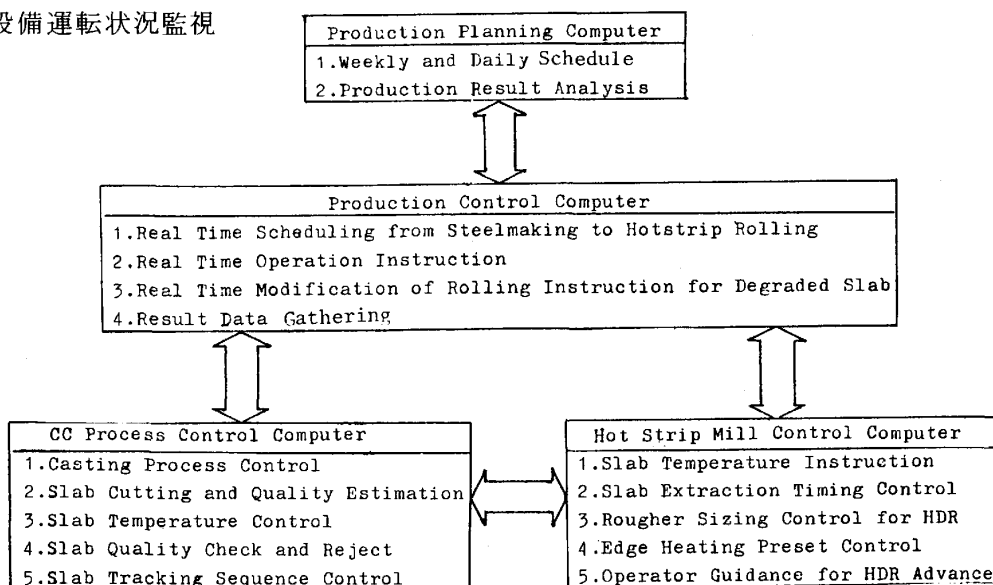 設備運転状況監視
Production Planning Computer
1.Weekly and Daily Schedule
2.Production Result Analysis
Production Control Computer
1.Real Time Scheduling from Steelmaking to Hotstrip Rolling
2.Real Time Operation Instruction
3.Real Time Modification of Rolling Instruction for Degraded Slab
4.Result Data Gathering
CC Process Control Computer
1.Casting Process Control
2.Slab Cutting and Quality Estimation
3.Slab Temperature Control
4.Slab Quality Check and Reject
5.Slab Tracking Sequence Control
Hot Strip Mill Control Computer
1.Slab Temperature Instruction
2.Slab Extraction Timing Control
3.Rougher Sizing Control for HDR
4.Edge Heating Preset Control
5.Operator Guidance for HDR Advance